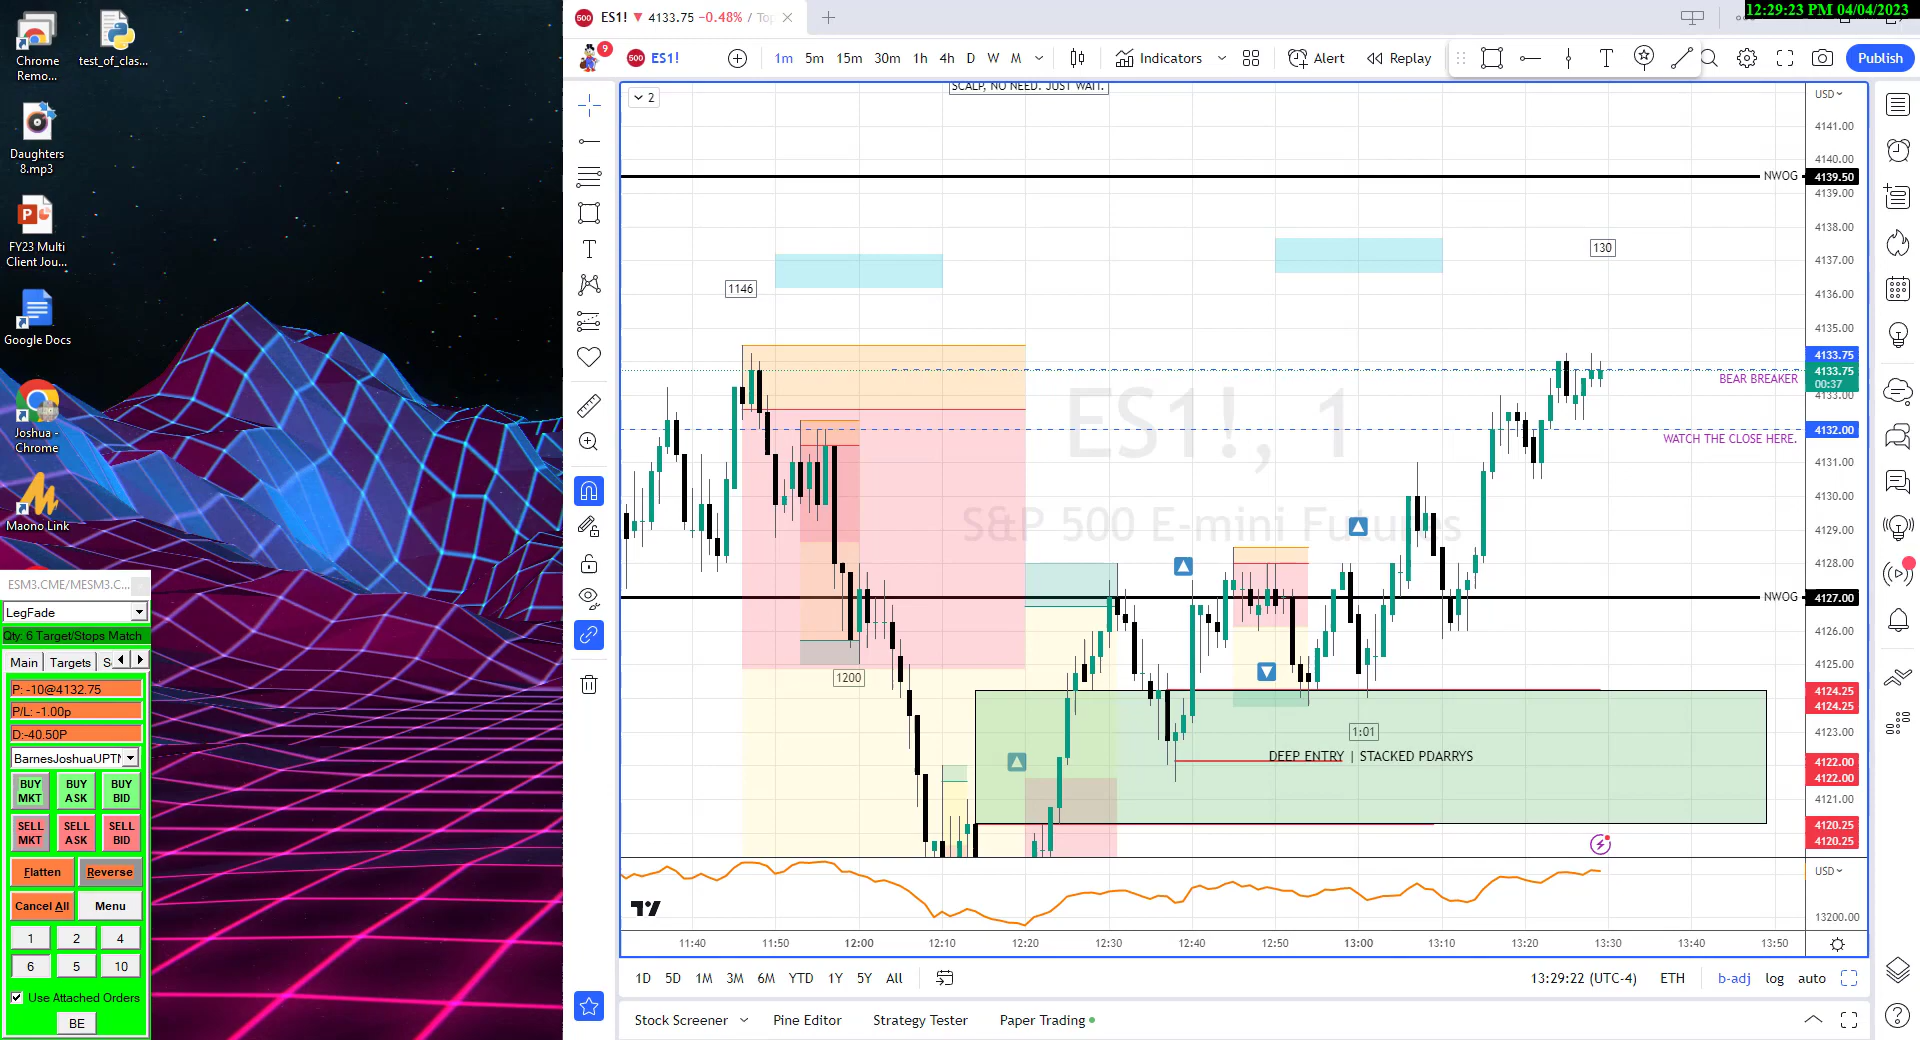 Chrome
Remo...
test_of_clas...
Daughters
8.mp3
FY23 Multi
Client Jou...
Google Docs
Joshua -
Chrome
Maono Link
ESM3.CME/MESM3.C...
LegFade
Qty: 6 Target/Stops Match
Main
Targets
S
P: -10@4132.75
P/L: -1.00p
D:-40.50P
BarnesJoshuaUPTN
BUY
MKT
BUY
ASK
BUY
BID
SELL
MKT
SELL
ASK
SELL
BID
Flatten
Reverse
Cancel All
Menu
1
2
4
6
5
10
Use Attached Orders
BE
500
ES1! ▼ 4133.75 −0.48% / Top
12:29:23 PM 04/04/2023
9
500
ES1!
1m
5m
15m
30m
1h
4h
D
W
M
Indicators
Alert
Replay
Publish
2
SCALP, NO NEED. JUST WAIT.
ES1!, 1
S&P 500 E-mini Futures
NWOG
1146
130
BEAR BREAKER
WATCH THE CLOSE HERE.
NWOG
1200
1:01
DEEP ENTRY | STACKED PDARRYS
USD
4141.00
4140.00
4139.50
4139.00
4138.00
4137.00
4136.00
4135.00
4133.75
4133.75
00:37
4133.00
4132.00
4131.00
4130.00
4129.00
4128.00
4127.00
4126.00
4125.00
4124.25
4124.25
4123.00
4122.00
4122.00
4121.00
4120.25
4120.25
USD
13200.00
11:40
11:50
12:00
12:10
12:20
12:30
12:40
12:50
13:00
13:10
13:20
13:30
13:40
13:50
1D
5D
1M
3M
6M
YTD
1Y
5Y
All
13:29:22 (UTC-4)
ETH
b-adj
log
auto
Stock Screener
Pine Editor
Strategy Tester
Paper Trading